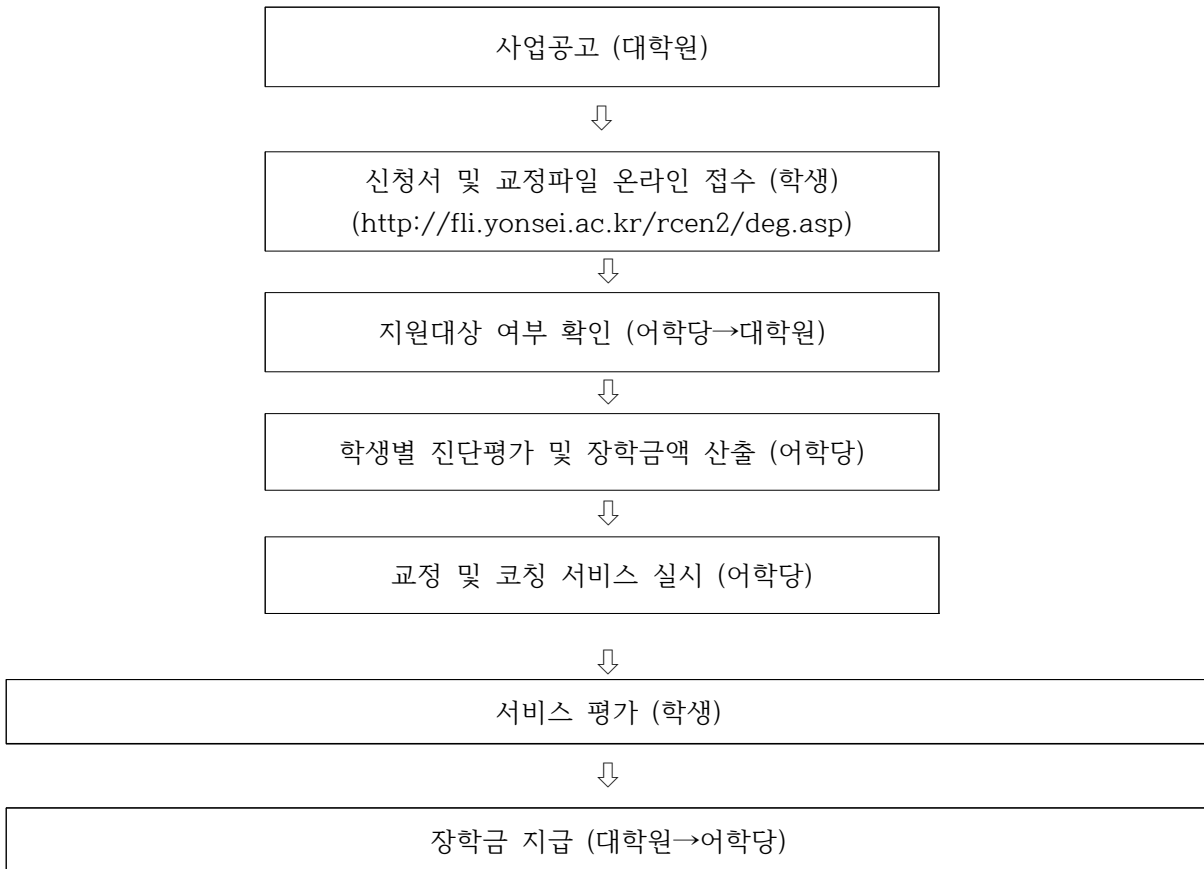 사업공고 (대학원)
⇩
신청서 및 교정파일 온라인 접수 (학생)
(http://fli.yonsei.ac.kr/rcen2/deg.asp)
⇩
지원대상 여부 확인 (어학당→대학원)
⇩
학생별 진단평가 및 장학금액 산출 (어학당)
⇩
교정 및 코칭 서비스 실시 (어학당)
⇩
서비스 평가 (학생)
⇩
장학금 지급 (대학원→어학당)